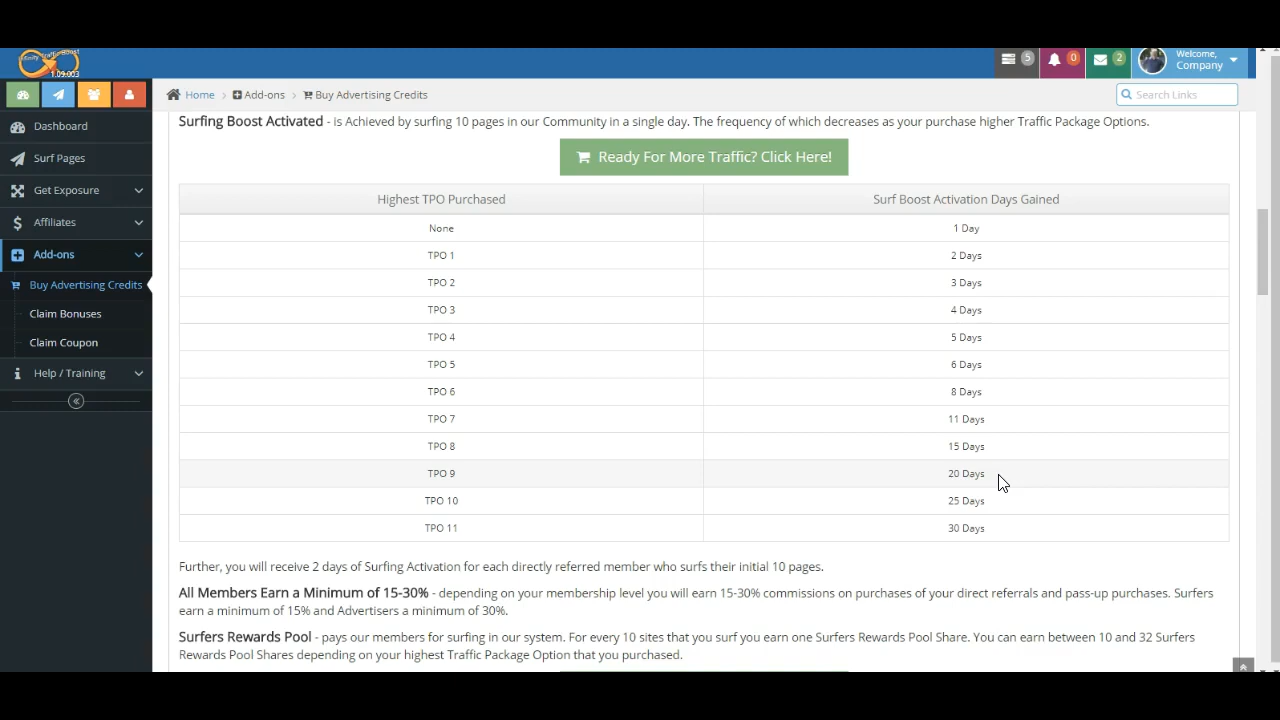 Infinity Traffic Boost
1.09.003
5
0
2
Welcome,
Company
Home
Add-ons
Buy Advertising Credits
Search Links
Dashboard
Surf Pages
Get Exposure
Affiliates
Add-ons
Buy Advertising Credits
Claim Bonuses
Claim Coupon
Help / Training
Surfing Boost Activated - is Achieved by surfing 10 pages in our Community in a single day. The frequency of which decreases as your purchase higher Traffic Package Options.
Ready For More Traffic? Click Here!
Highest TPO Purchased Surf Boost Activation Days Gained
None 1 Day
TPO 1 2 Days
TPO 2 3 Days
TPO 3 4 Days
TPO 4 5 Days
TPO 5 6 Days
TPO 6 8 Days
TPO 7 11 Days
TPO 8 15 Days
TPO 9 20 Days
TPO 10 25 Days
TPO 11 30 Days
Further, you will receive 2 days of Surfing Activation for each directly referred member who surfs their initial 10 pages.
All Members Earn a Minimum of 15-30% - depending on your membership level you will earn 15-30% commissions on purchases of your direct referrals and pass-up purchases. Surfers
earn a minimum of 15% and Advertisers a minimum of 30%.
Surfers Rewards Pool - pays our members for surfing in our system. For every 10 sites that you surf you earn one Surfers Rewards Pool Share. You can earn between 10 and 32 Surfers
Rewards Pool Shares depending on your highest Traffic Package Option that you purchased.